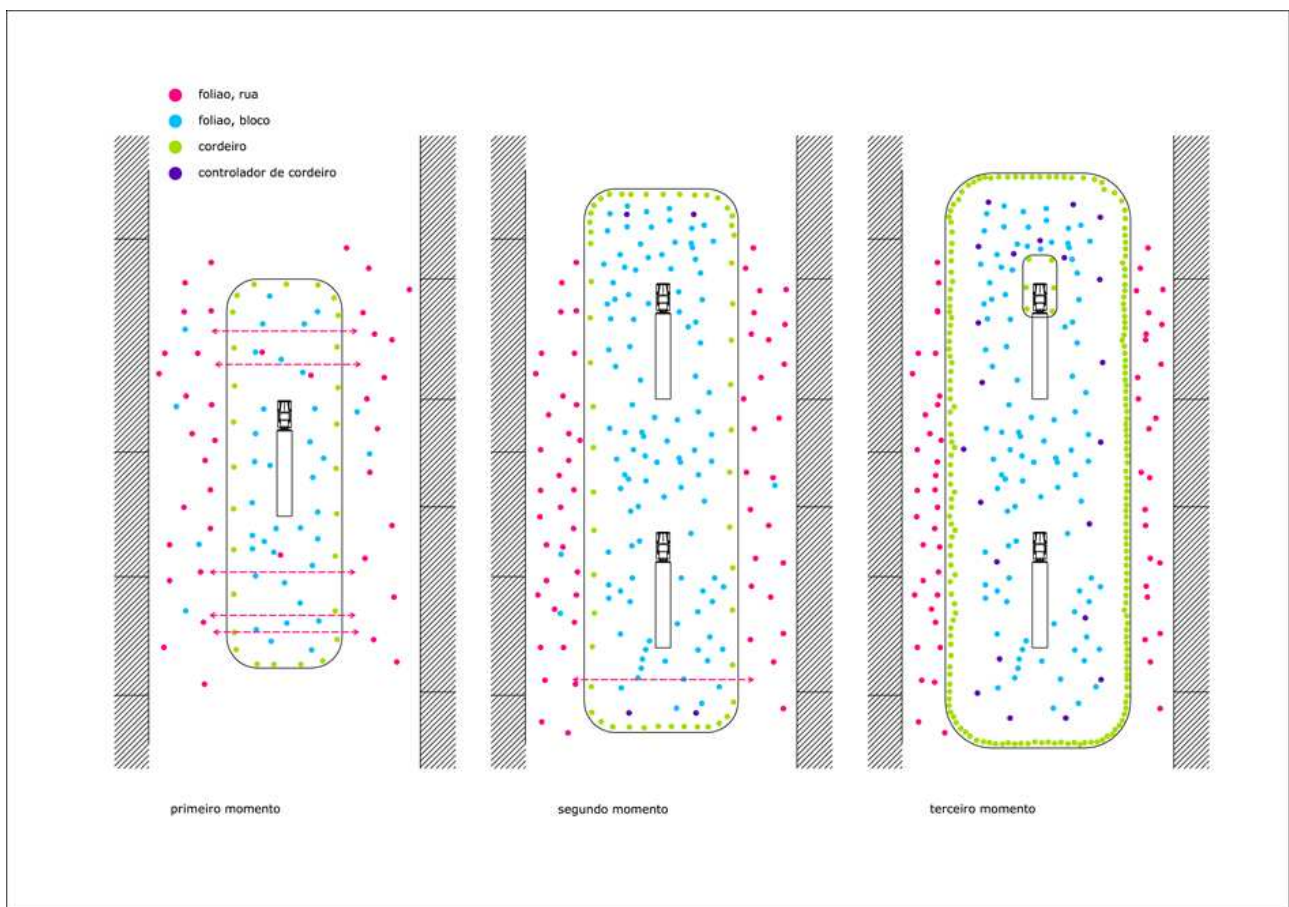 foliao, rua
foliao, bloco
cordeiro
controlador de cordeiro
primeiro momento
segundo momento
terceiro momento